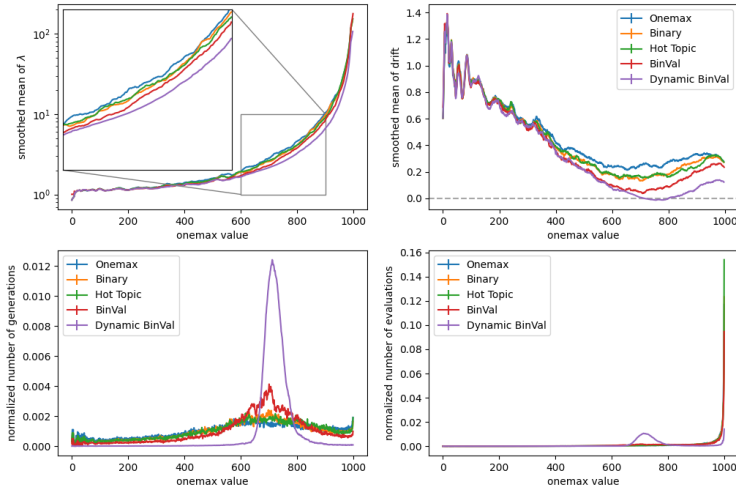 smoothed mean of λ
10²
10¹
10⁰
0 200 400 600 800 1000
onemax value
smoothed mean of drift
1.4
1.2
1.0
0.8
0.6
0.4
0.2
0.0
0 200 400 600 800 1000
onemax value
Onemax
Binary
Hot Topic
BinVal
Dynamic BinVal
normalized number of generations
0.012
0.010
0.008
0.006
0.004
0.002
0.000
0 200 400 600 800 1000
onemax value
Onemax
Binary
Hot Topic
BinVal
Dynamic BinVal
normalized number of evaluations
0.16
0.14
0.12
0.10
0.08
0.06
0.04
0.02
0.00
0 200 400 600 800 1000
onemax value
Onemax
Binary
Hot Topic
BinVal
Dynamic BinVal